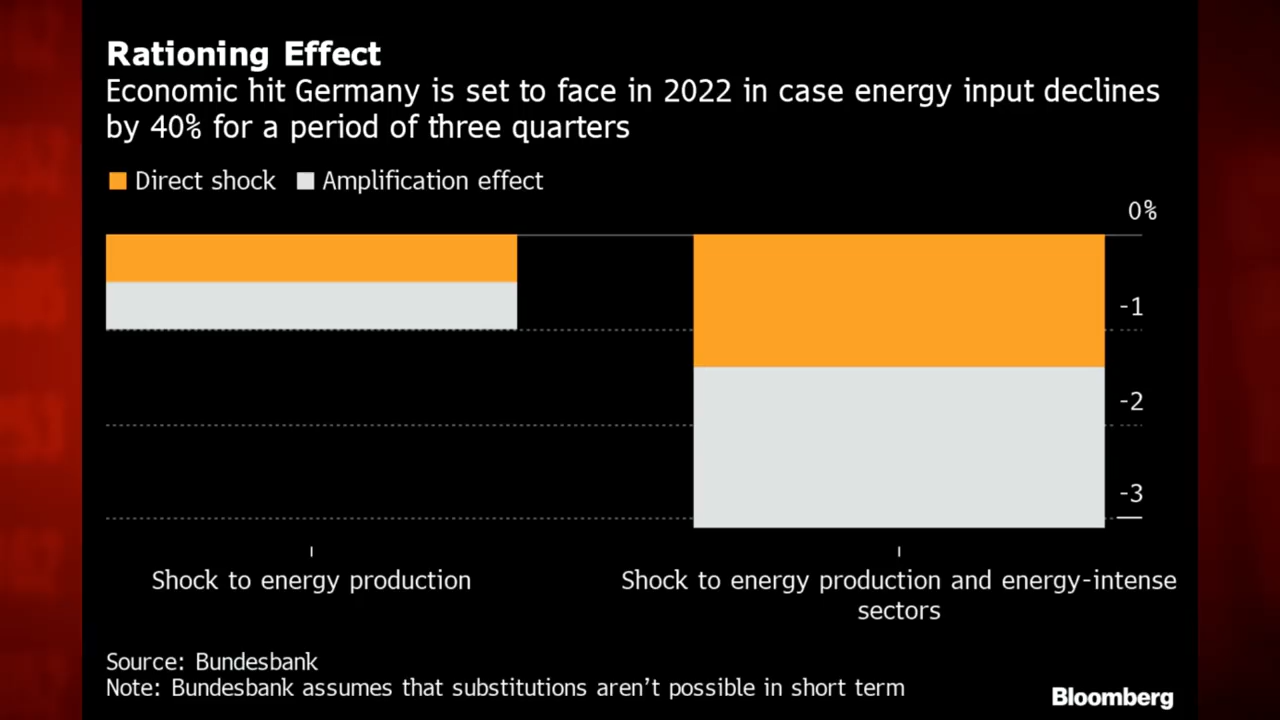 Rationing Effect
Economic hit Germany is set to face in 2022 in case energy input declines
by 40% for a period of three quarters
Direct shock Amplification effect
0%
-1
-2
-3
Shock to energy production
Shock to energy production and energy-intense
sectors
Source: Bundesbank
Note: Bundesbank assumes that substitutions aren't possible in short term
Bloomberg